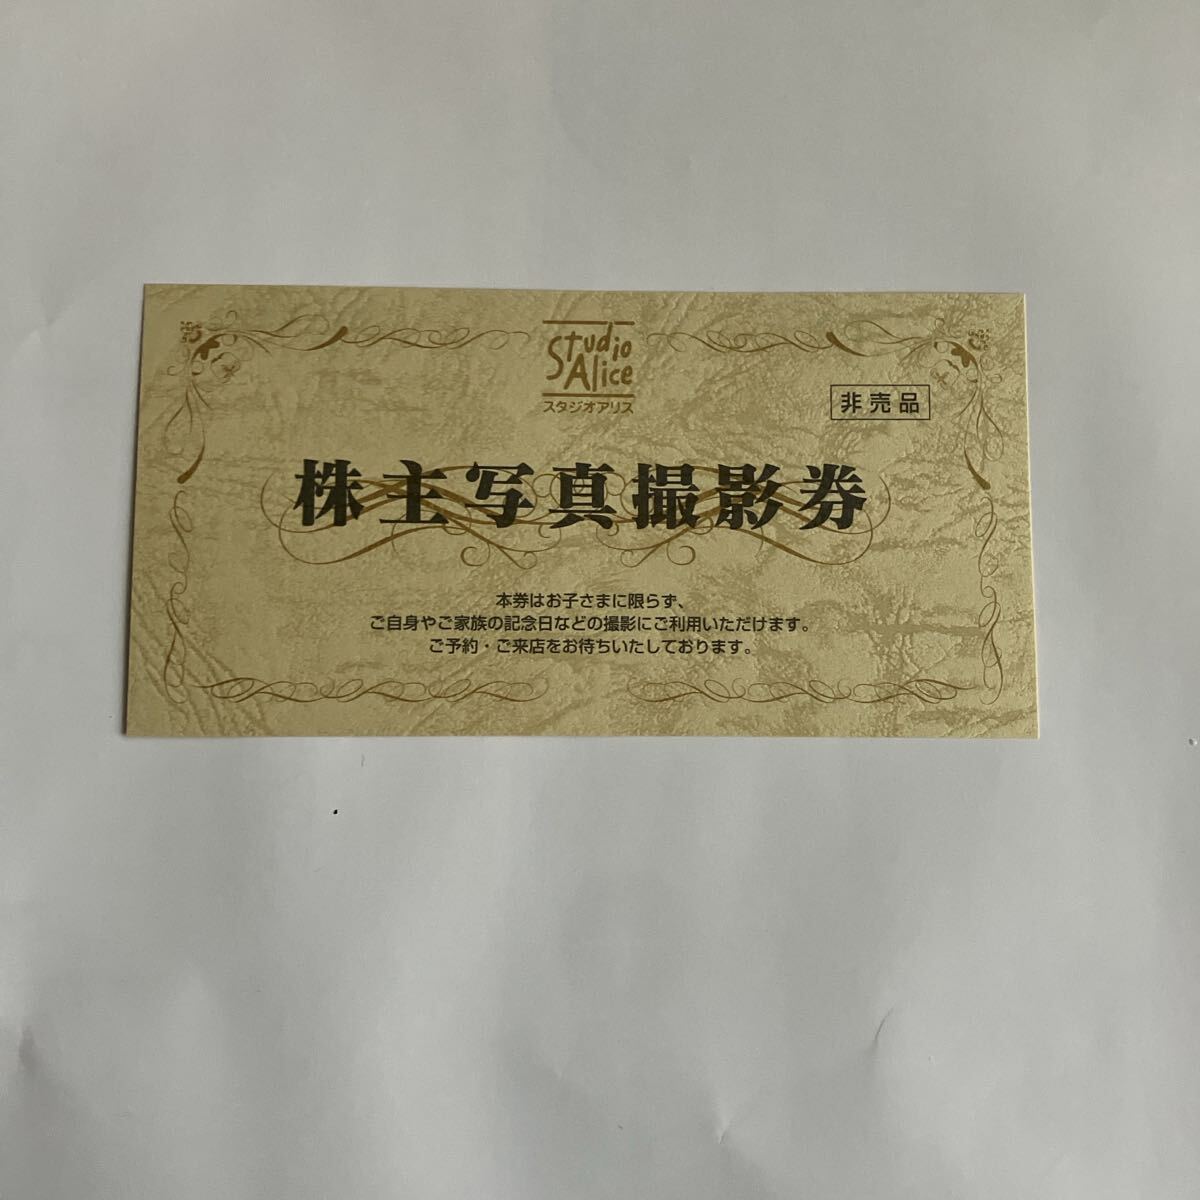 Studio
Alice
スタジオアリス
非売品
株主写真撮影券
本券はお子さまに限らず、
ご自身やご家族の記念日などの撮影にご利用いただけます。
ご予約・ご来店をお待ちいたしております。